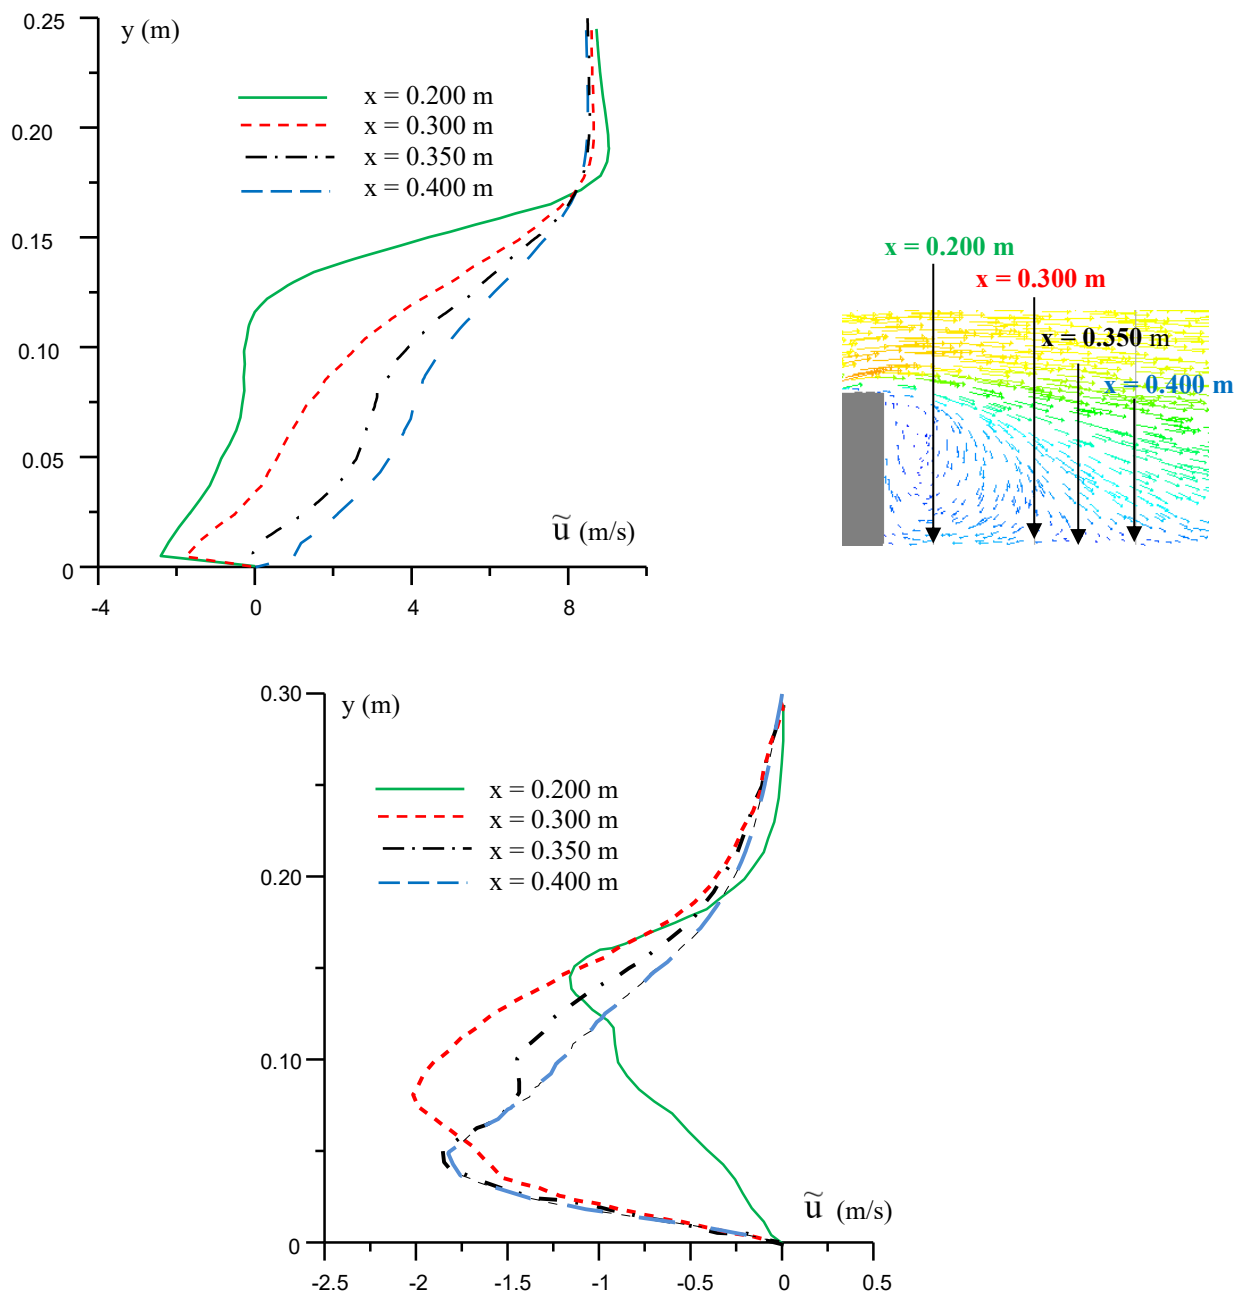 0.25
y (m)
x = 0.200 m
x = 0.300 m
x = 0.350 m
x = 0.400 m
0.20
0.15
0.10
0.05
0
ũ (m/s)
-4
0
4
8
x = 0.200 m
x = 0.300 m
x = 0.350 m
x = 0.400 m
0.30
y (m)
x = 0.200 m
x = 0.300 m
x = 0.350 m
x = 0.400 m
0.20
0.10
0
ũ (m/s)
-2.5
-2
-1.5
-1
-0.5
0
0.5